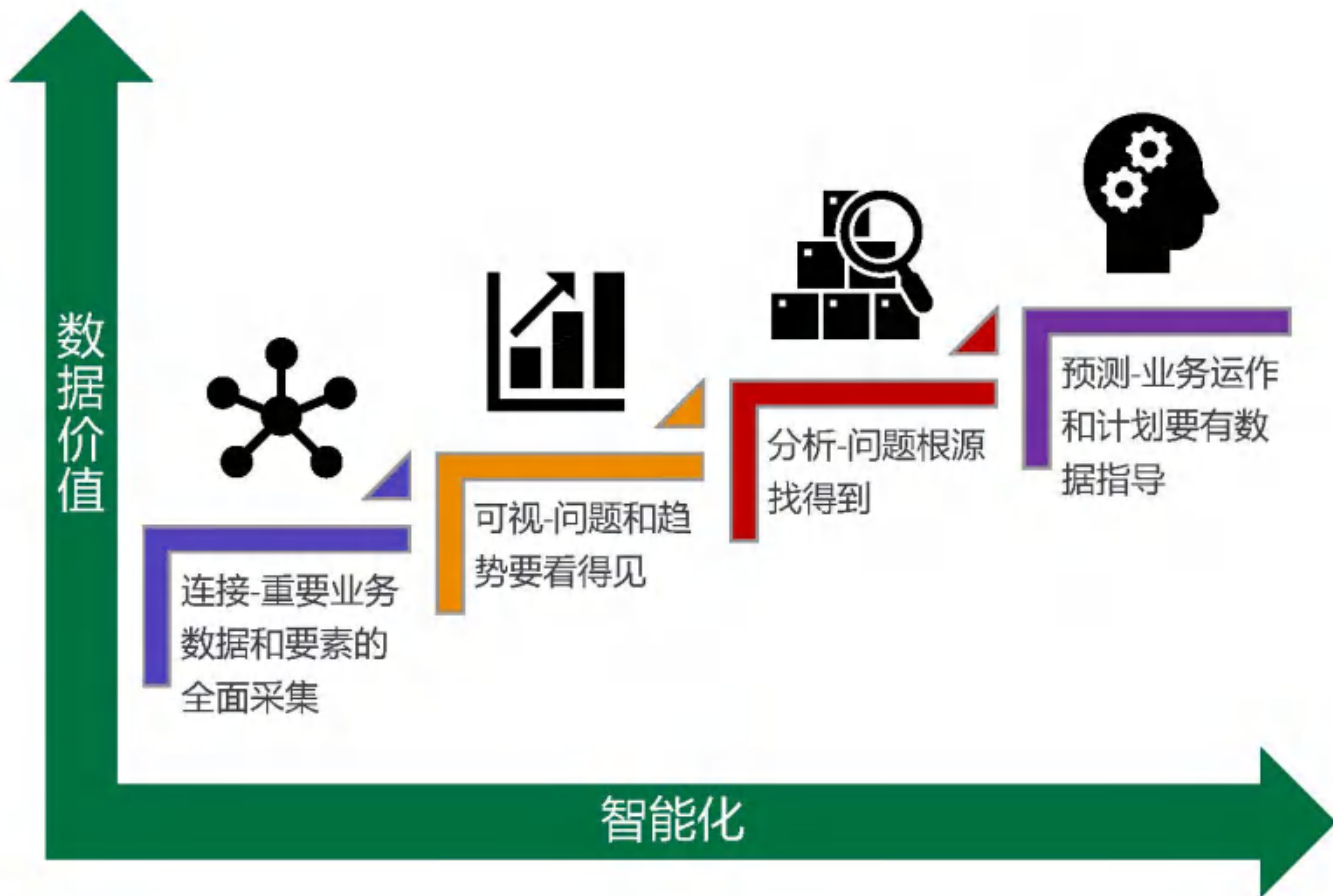 数据价值
连接-重要业务
数据和要素的
全面采集
可视-问题和趋
势要看得见
分析-问题根源
找得到
预测-业务运作
和计划要有数
据指导
智能化